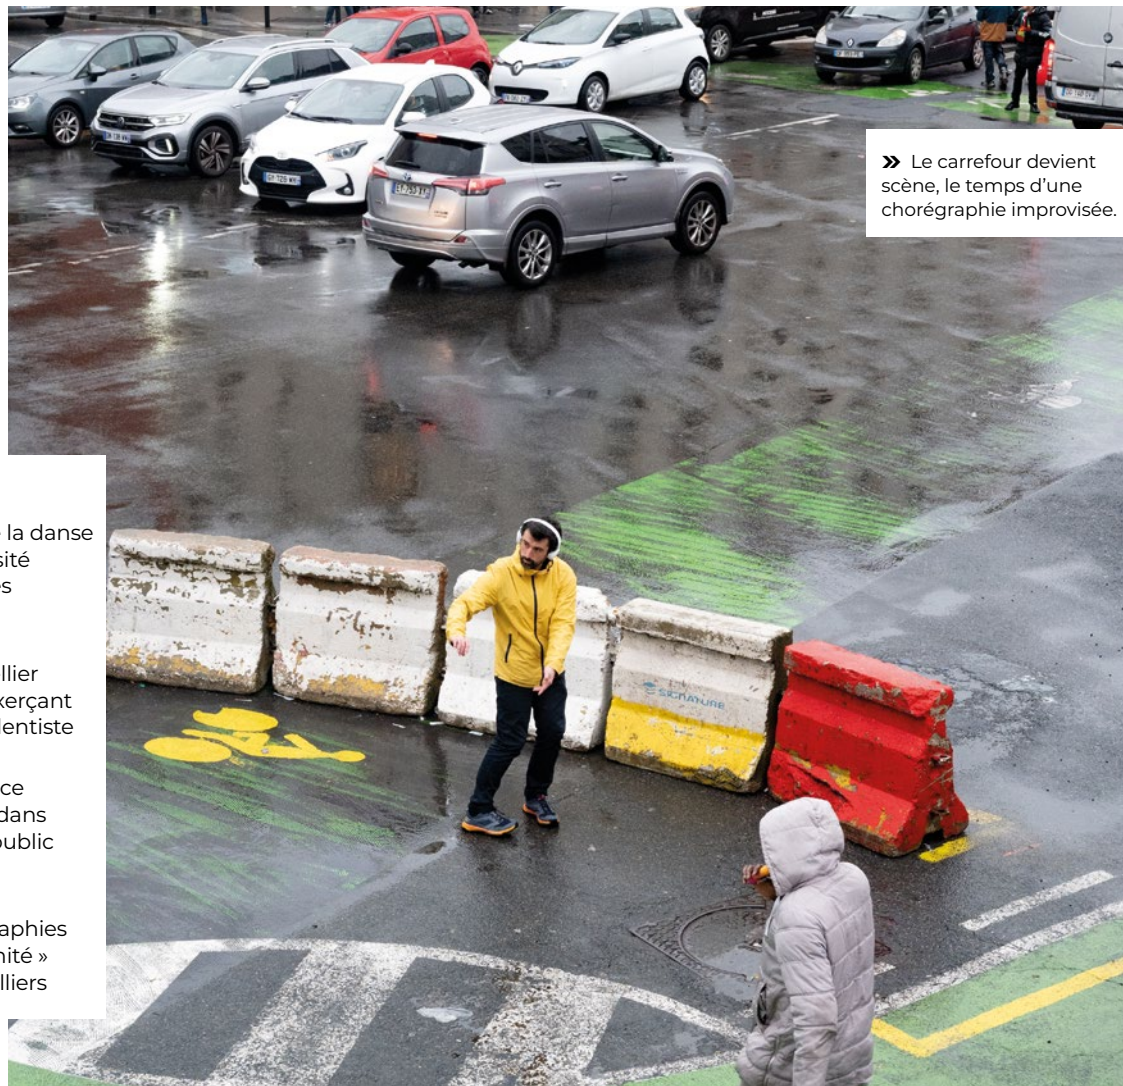 » Le carrefour devient
scène, le temps d’une
chorégraphie improvisée.
la danse
sité
es
llier
xerçant
dentiste
ce
dans
public
aphies
nité »
lliers
SIGNATURE